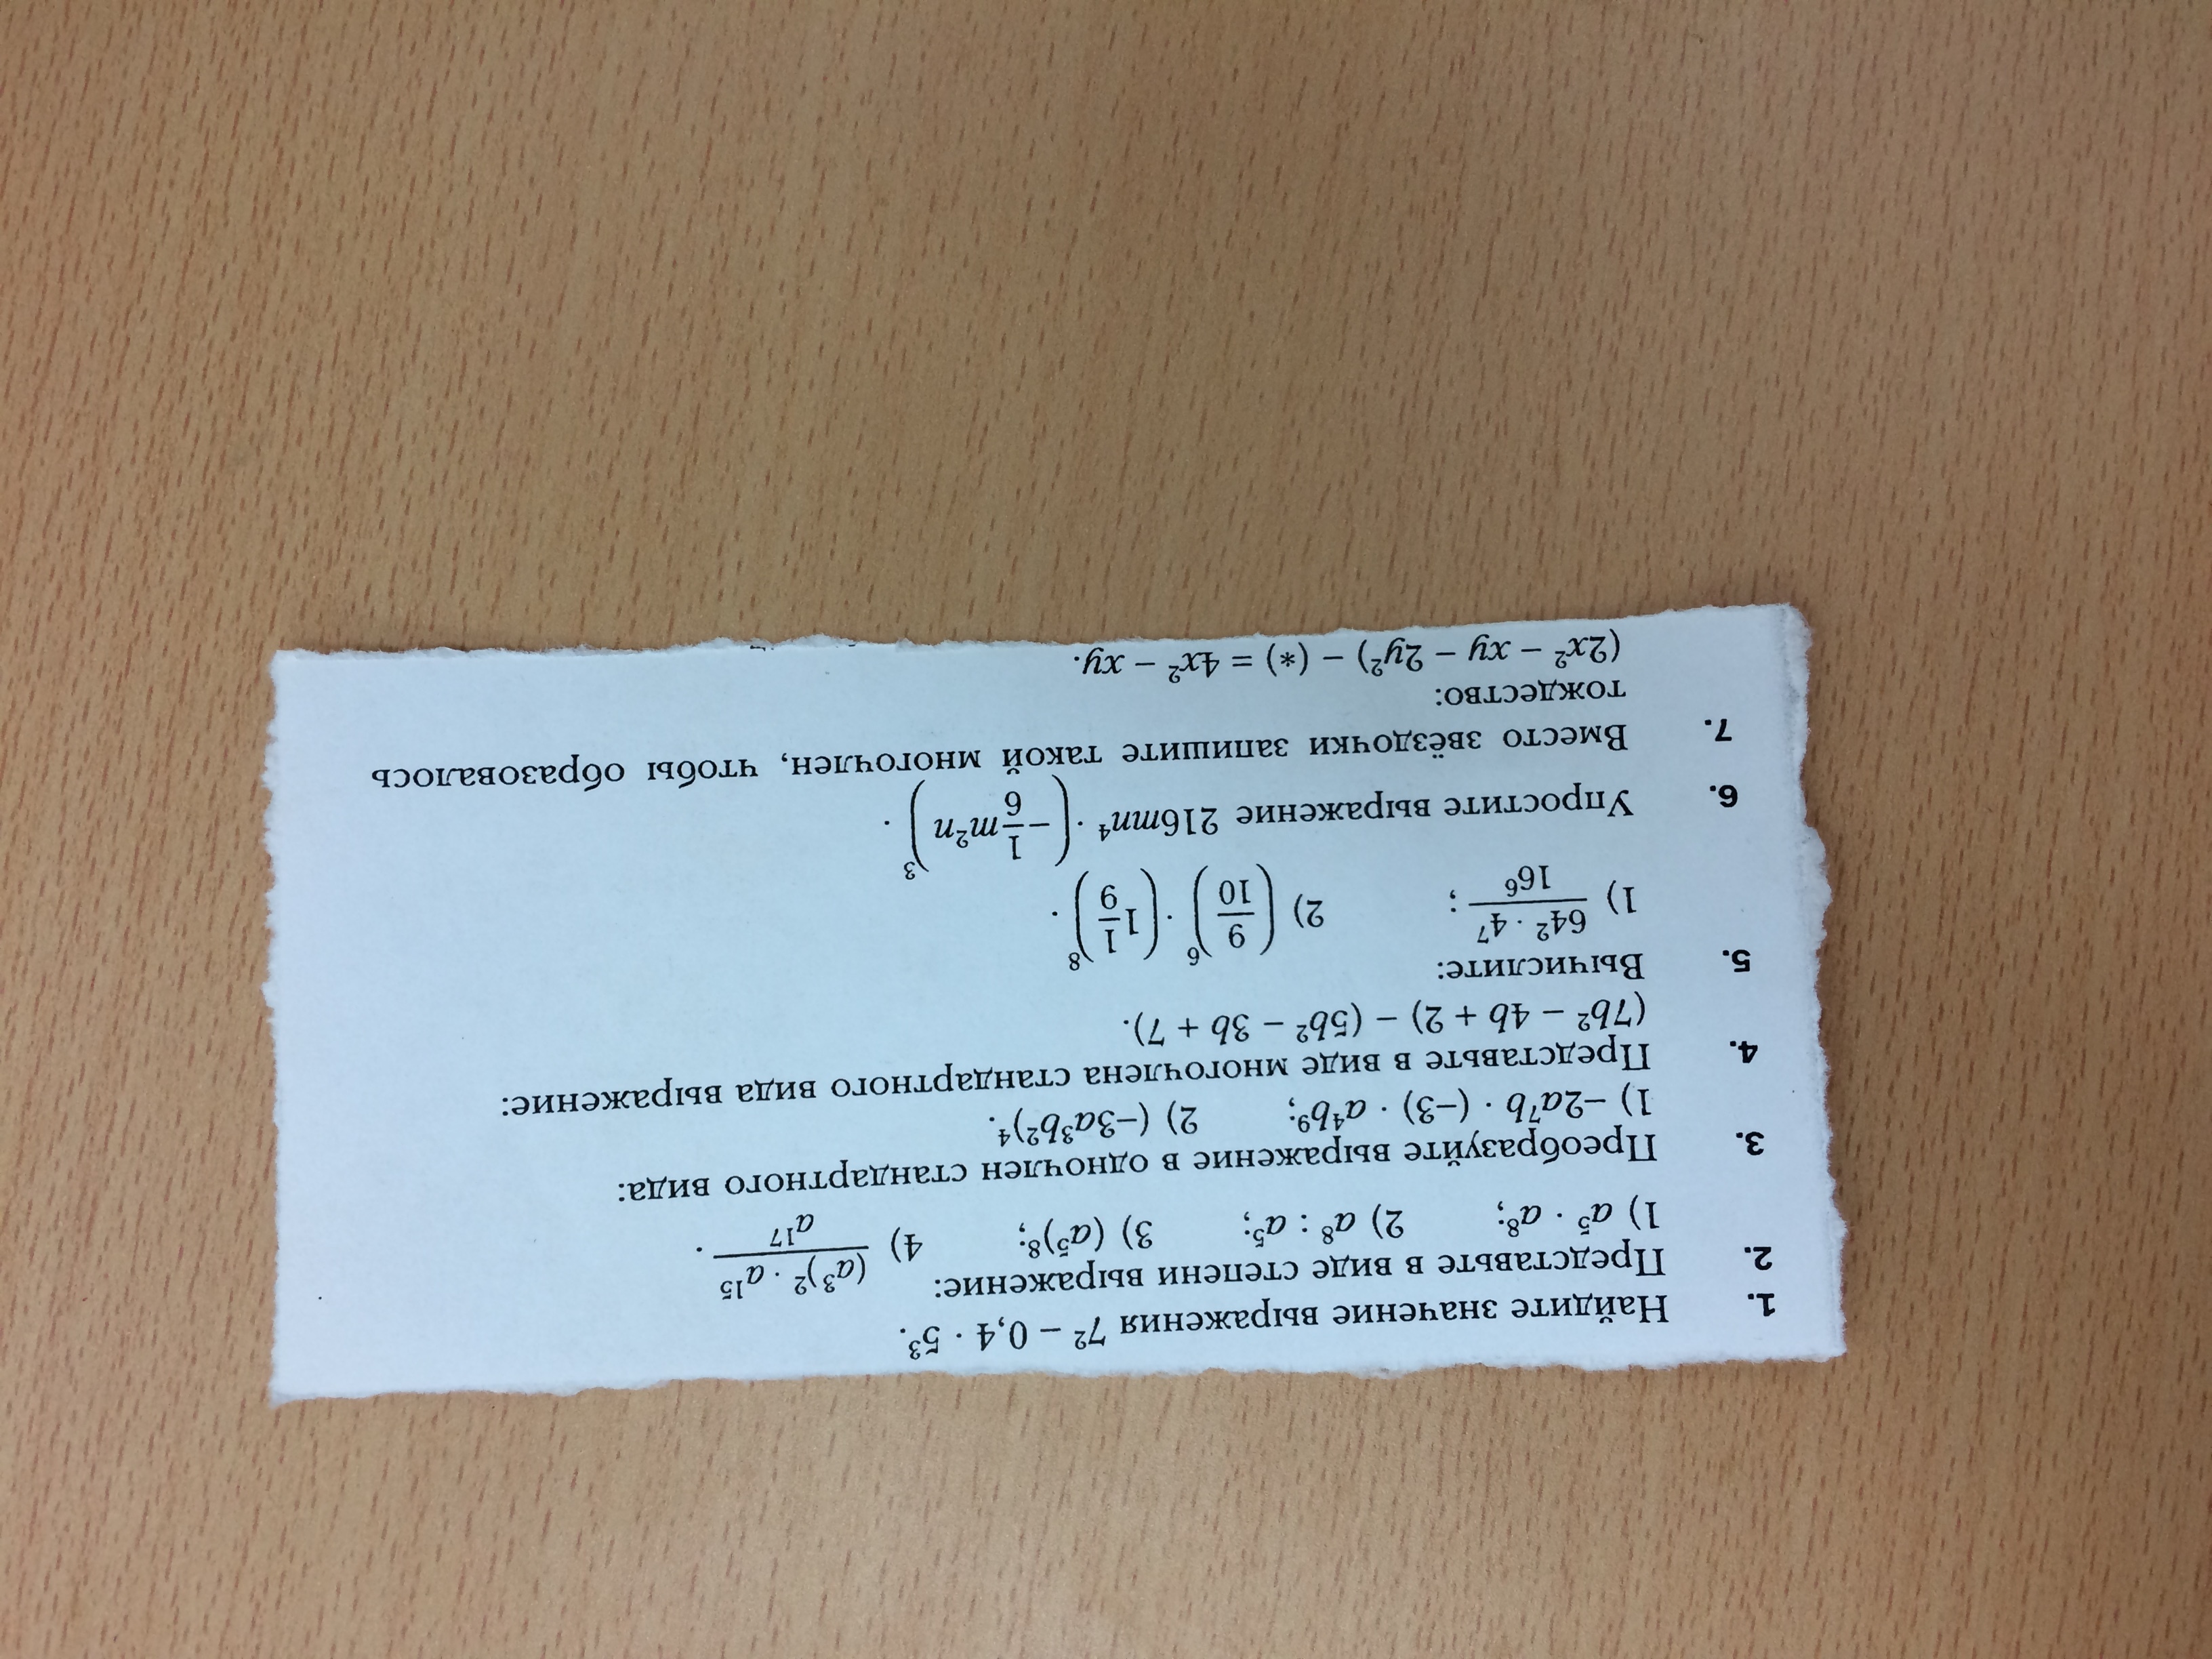 1. Найдите значение выражения 7² − 0,4 · 5³.
2. Представьте в виде степени выражение:
1) a⁵ · a⁸; 2) a⁸ : a⁵; 3) (a⁵)⁸; 4) (a³)² · a¹⁵ / a¹⁷.
3. Преобразуйте выражение в одночлен стандартного вида:
1) −2a⁷b · (−3) · a⁴b⁹; 2) (−3a³b²)⁴.
4. Представьте в виде многочлена стандартного вида выражение:
(7b² − 4b + 2) − (5b² − 3b + 7).
5. Вычислите:
1) 64² · 4⁷ / 16⁶; 2) (9/10)⁶ · (1 1/9)⁸.
6. Упростите выражение 216mn⁴ · (−1/6 m²n)³.
7. Вместо звёздочки запишите такой многочлен, чтобы образовалось
тождество:
(2x² − xy − 2y²) − (*) = 4x² − xy.